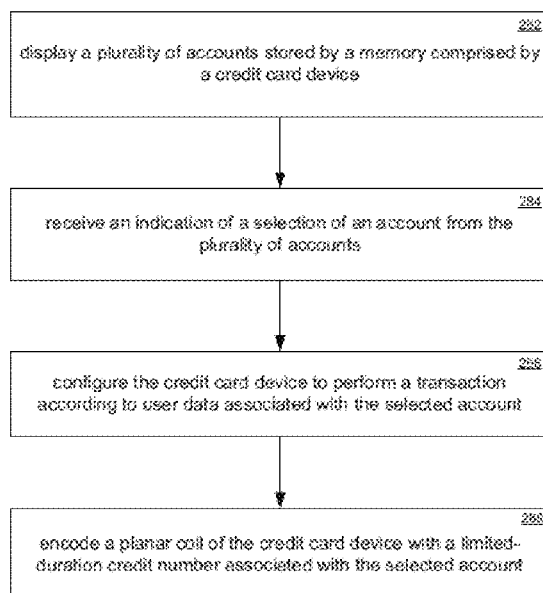 282
display a plurality of accounts stored by a memory comprised by
a credit card device
284
receive an indication of a selection of an account from the
plurality of accounts
286
configure the credit card device to perform a transaction
according to user data associated with the selected account
288
encode a planar coil of the credit card device with a limited-
duration credit number associated with the selected account